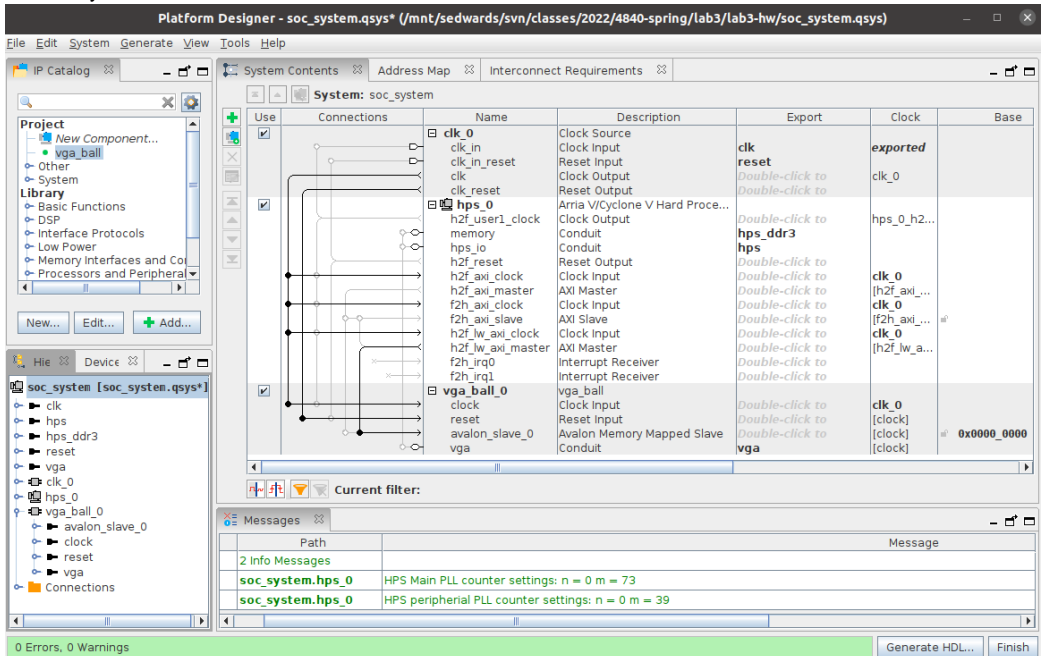 Platform Designer - soc_system.qsys* (/mnt/sedwards/svn/classes/2022/4840-spring/lab3/lab3-hw/soc_system.qsys)
File Edit System Generate View Tools Help
IP Catalog
Project
New Component...
vga_ball
Other
System
Library
Basic Functions
DSP
Interface Protocols
Low Power
Memory Interfaces and Co
Processors and Peripheral
New... Edit... Add...
Hie Device
soc_system [soc_system.qsys*]
clk
hps
hps_ddr3
reset
vga
clk_0
hps_0
vga_ball_0
avalon_slave_0
clock
reset
vga
Connections
System Contents Address Map Interconnect Requirements
System: soc_system
Use Connections Name Description Export Clock Base
clk_0 Clock Source
clk_in Clock Input clk exported
clk_in_reset Reset Input reset
clk Clock Output Double-click to clk_0
clk_reset Reset Output Double-click to
hps_0 Arria V/Cyclone V Hard Proce...
h2f_user1_clock Clock Output Double-click to hps_0_h2...
memory Conduit hps_ddr3
hps_io Conduit hps
h2f_reset Reset Output Double-click to
h2f_axi_clock Clock Input Double-click to clk_0
h2f_axi_master AXI Master Double-click to [h2f_axi_...
f2h_axi_clock Clock Input Double-click to clk_0
f2h_axi_slave AXI Slave Double-click to [f2h_axi_...
h2f_lw_axi_clock Clock Input Double-click to clk_0
h2f_lw_axi_master AXI Master Double-click to [h2f_lw_a...
f2h_irq0 Interrupt Receiver Double-click to
f2h_irq1 Interrupt Receiver Double-click to
vga_ball_0 vga_ball
clock Clock Input Double-click to clk_0
reset Reset Input Double-click to [clock]
avalon_slave_0 Avalon Memory Mapped Slave Double-click to [clock] 0x0000_0000
vga Conduit vga [clock]
Current filter:
Messages
Path Message
2 Info Messages
soc_system.hps_0 HPS Main PLL counter settings: n = 0 m = 73
soc_system.hps_0 HPS peripherial PLL counter settings: n = 0 m = 39
0 Errors, 0 Warnings
Generate HDL... Finish